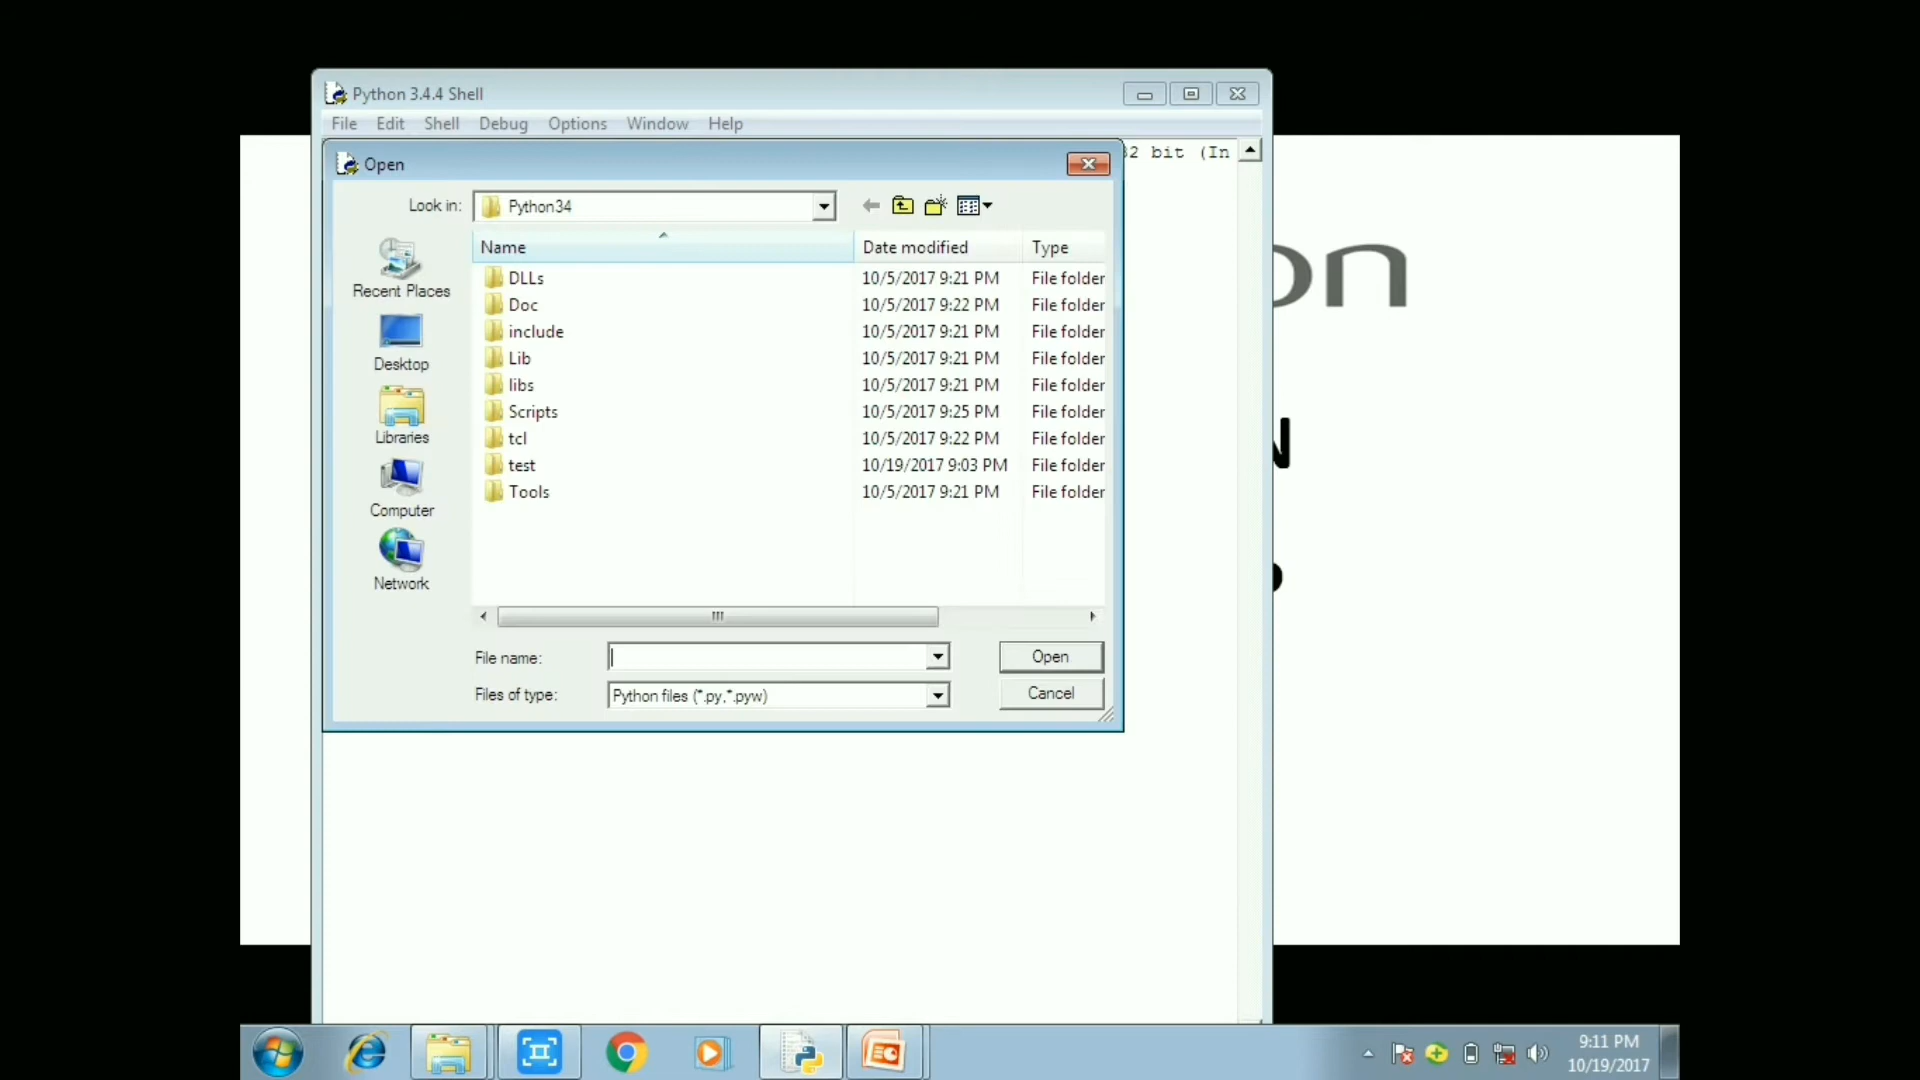 Python 3.4.4 Shell
File Edit Shell Debug Options Window Help
32 bit (In
Open
Look in: Python34
Name Date modified Type
DLLs 10/5/2017 9:21 PM File folder
Doc 10/5/2017 9:22 PM File folder
include 10/5/2017 9:21 PM File folder
Lib 10/5/2017 9:21 PM File folder
libs 10/5/2017 9:21 PM File folder
Scripts 10/5/2017 9:25 PM File folder
tcl 10/5/2017 9:22 PM File folder
test 10/19/2017 9:03 PM File folder
Tools 10/5/2017 9:21 PM File folder
Recent Places
Desktop
Libraries
Computer
Network
File name: Open
Files of type: Python files (*.py,*.pyw) Cancel
on
N
9:11 PM
10/19/2017